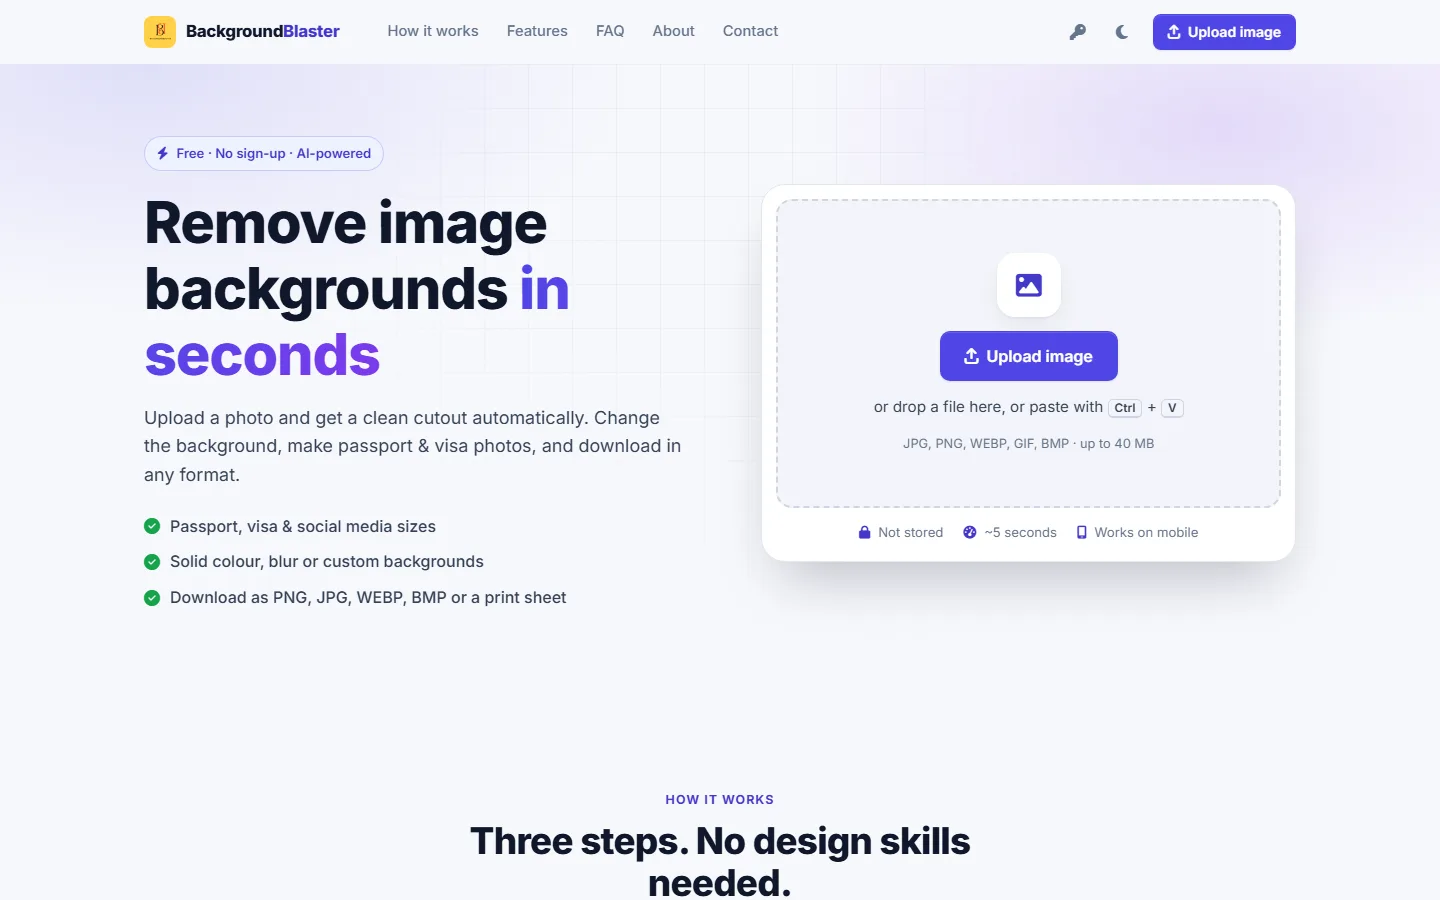 BackgroundBlaster
How it works
Features
FAQ
About
Contact
Upload image
Free · No sign-up · AI-powered
Remove image
backgrounds in
seconds
Upload a photo and get a clean cutout automatically. Change
the background, make passport & visa photos, and download in
any format.
Passport, visa & social media sizes
Solid colour, blur or custom backgrounds
Download as PNG, JPG, WEBP, BMP or a print sheet
Upload image
or drop a file here, or paste with Ctrl + V
JPG, PNG, WEBP, GIF, BMP · up to 40 MB
Not stored
~5 seconds
Works on mobile
HOW IT WORKS
Three steps. No design skills
needed.